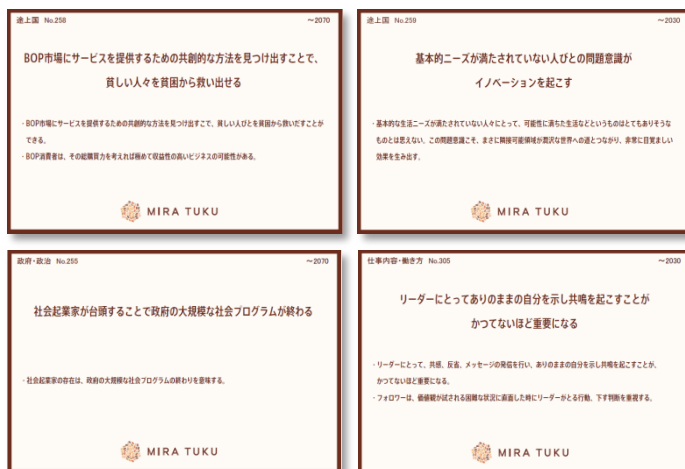 途上国 No.258
~2070
BOP市場にサービスを提供するための共創的な方法を見つけ出すことで、
貧しい人々を貧困から救い出せる
・BOP市場にサービスを提供するための共創的な方法を見つけ出すこで、貧しい人びとを貧困から救いだすことが
できる。
・BOP消費者は、その総購買力を考えれば極めて収益性の高いビジネスの可能性がある。
MIRA TUKU
途上国 No.259
~2030
基本的ニーズが満たされていない人びとの問題意識が
イノベーションを起こす
・基本的な生活ニーズが満たされていない人々にとって、可能性に満ちた生活などというものはとてもありそうな
ものとは思えない。この問題意識こそ、まさに隣接可能領域が潤沢な世界への道とつながり、非常に目覚ましい
効果を生み出す。
MIRA TUKU
政府・政治 No.255
~2070
社会起業家が台頭することで政府の大規模な社会プログラムが終わる
・社会起業家の存在は、政府の大規模な社会プログラムの終わりを意味する。
MIRA TUKU
仕事内容・働き方 No.305
~2030
リーダーにとってありのままの自分を示し共鳴を起こすことが
かつてないほど重要になる
・リーダーにとって、共感、反省、メッセージの発信を行い、ありのままの自分を示し共鳴を起こすことが、
かつてないほど重要になる。
・フォロワーは、価値観が試される困難な状況に直面した時にリーダーがとる行動、下す判断を重視する。
MIRA TUKU